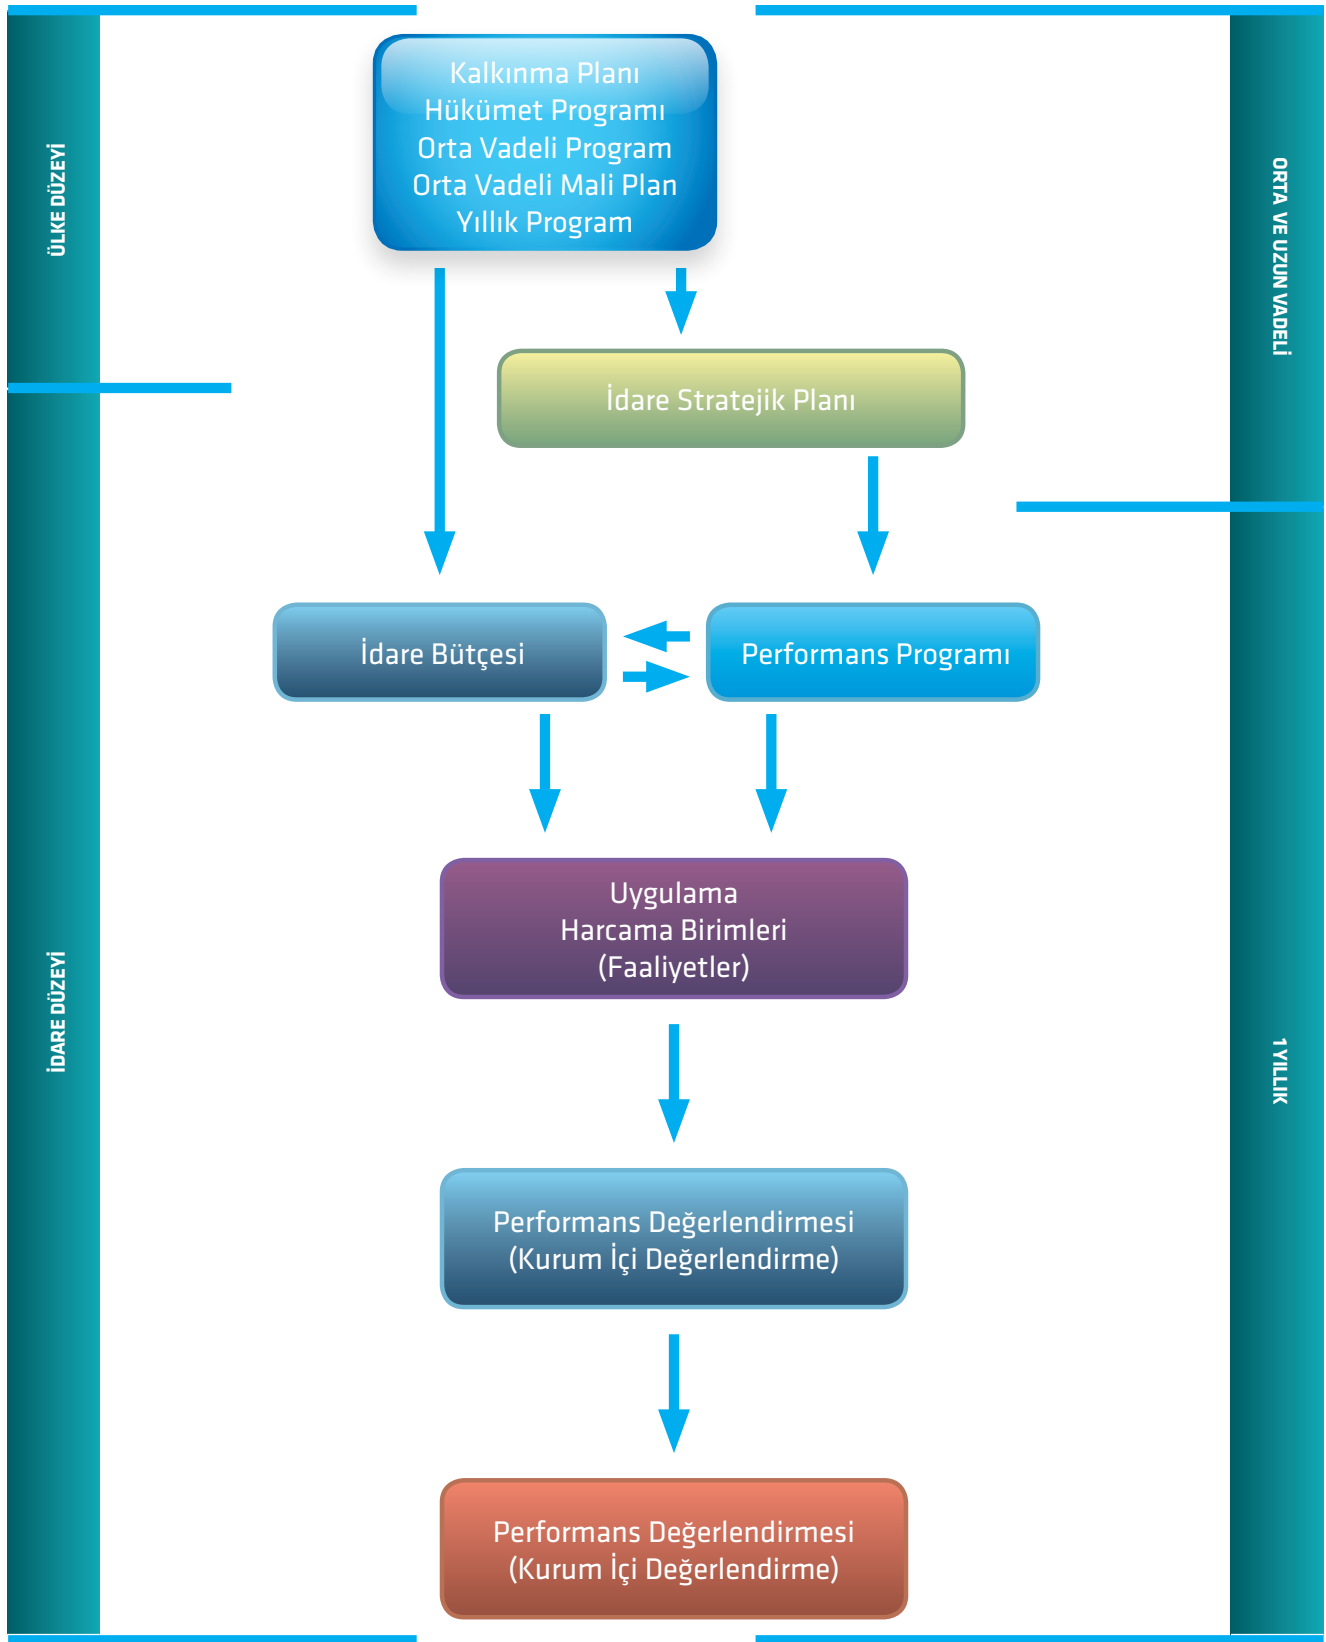 ÜLKE DÜZEYİ
ORTA VE UZUN VADELİ
Kalkınma Planı
Hükümet Programı
Orta Vadeli Program
Orta Vadeli Mali Plan
Yıllık Program
İdare Stratejik Planı
İdare Bütçesi
Performans Programı
Uygulama
Harcama Birimleri
(Faaliyetler)
İDARE DÜZEYİ
1 YILLIK
Performans Değerlendirmesi
(Kurum İçi Değerlendirme)
Performans Değerlendirmesi
(Kurum İçi Değerlendirme)